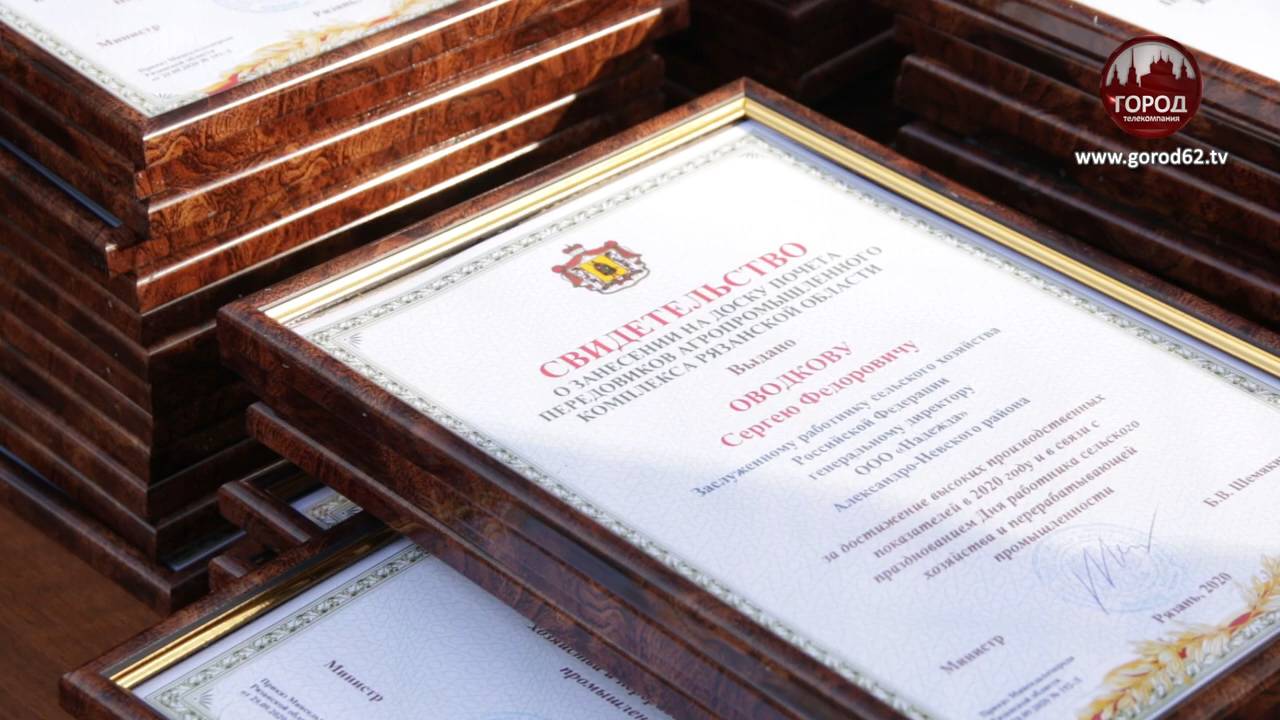 Министр
Рязань,
ГОРОД
телекомпания
www.gorod62.tv
СВИДЕТЕЛЬСТВО
О ЗАНЕСЕНИИ НА ДОСКУ ПОЧЕТА
ПЕРЕДОВИКОВ АГРОПРОМЫШЛЕННОГО
КОМПЛЕКСА РЯЗАНСКОЙ ОБЛАСТИ
Выдано
ОВОДКОВУ
Сергею Федоровичу
Заслуженному работнику сельского хозяйства
Российской Федерации
генеральному директору
ООО «Надежда»
Александро-Невского района
за достижение высоких производственных
показателей в 2020 году и в связи с
празднованием Дня работника сельского
хозяйства и перерабатывающей
промышленности
Министр
Б.В. Шемяк
Рязань, 2020
Министр